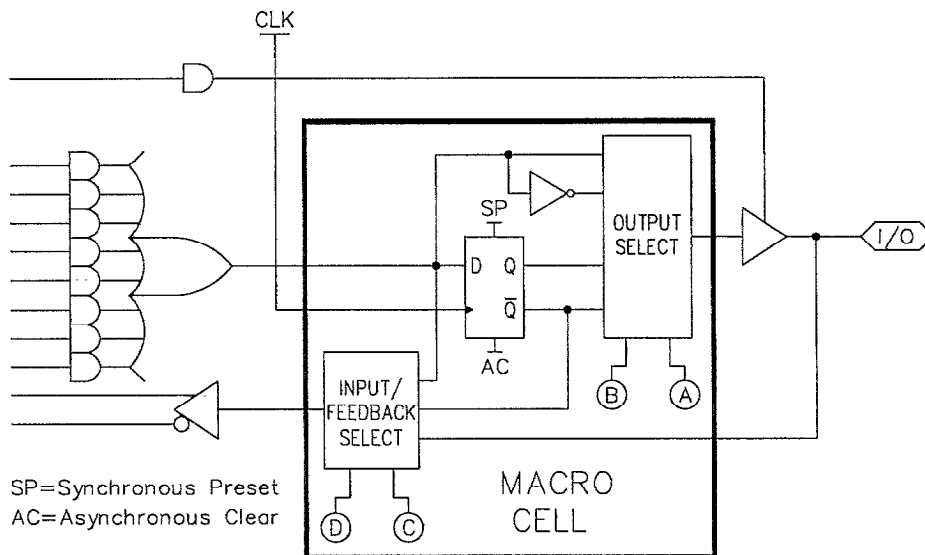 CLK
SP
OUTPUT
SELECT
I/O
D Q
Q̅
AC
B A
INPUT/
FEEDBACK
SELECT
SP=Synchronous Preset
AC=Asynchronous Clear
D C
MACRO
CELL